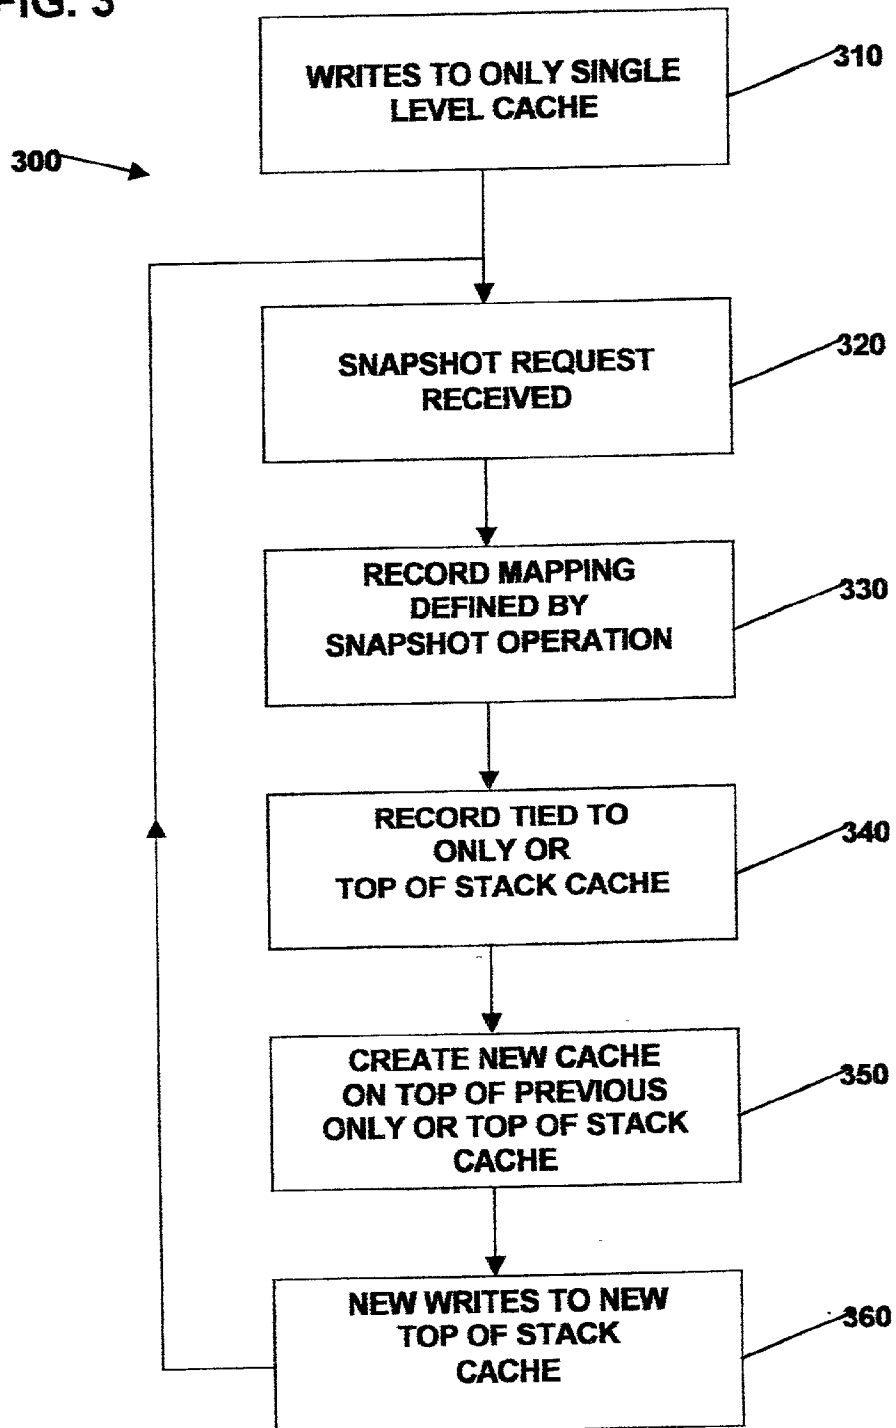 FIG. 3
WRITES TO ONLY SINGLE
LEVEL CACHE
310
300
SNAPSHOT REQUEST
RECEIVED
320
RECORD MAPPING
DEFINED BY
SNAPSHOT OPERATION
330
RECORD TIED TO
ONLY OR
TOP OF STACK CACHE
340
CREATE NEW CACHE
ON TOP OF PREVIOUS
ONLY OR TOP OF STACK
CACHE
350
NEW WRITES TO NEW
TOP OF STACK
CACHE
360